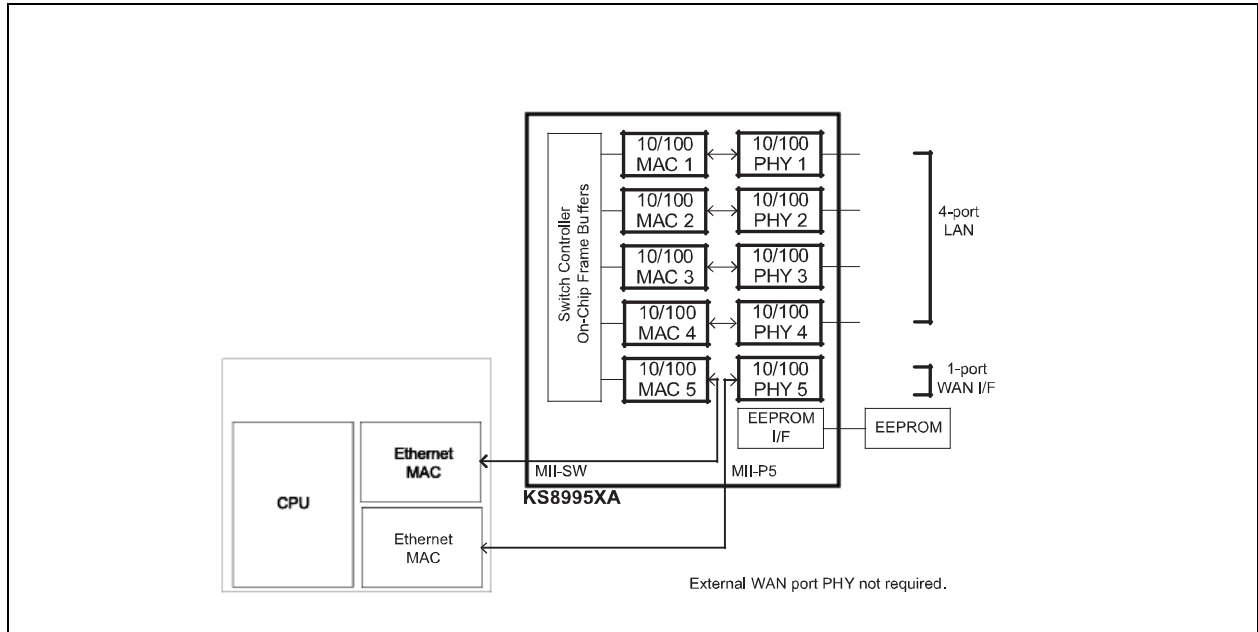 Switch Controller
On-Chip Frame Buffers
10/100
MAC 1
10/100
PHY 1
10/100
MAC 2
10/100
PHY 2
10/100
MAC 3
10/100
PHY 3
10/100
MAC 4
10/100
PHY 4
10/100
MAC 5
10/100
PHY 5
4-port
LAN
1-port
WAN I/F
EEPROM
I/F
EEPROM
MII-SW
MII-P5
KS8995XA
CPU
Ethernet
MAC
Ethernet
MAC
External WAN port PHY not required.